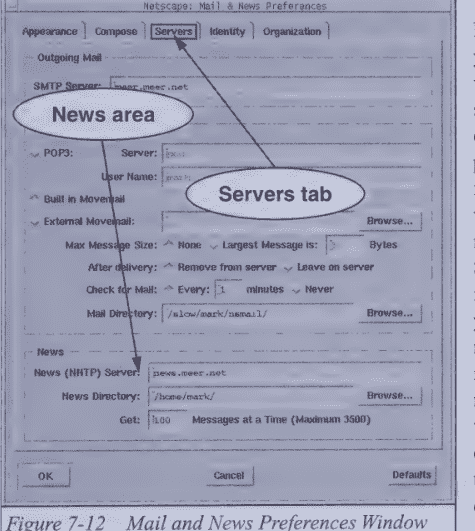 Netscape: Mail & News Preferences
Appearance Compose Servers Identity Organization
Outgoing Mail
SMTP Server: meer.meer.net
News area
POP3: Server:
User Name:
Servers tab
Built in Movemail
External Movemail: Browse...
Max Message Size: None Largest Message is: Bytes
After delivery: Remove from server Leave on server
Check for Mail: Every: 1 minutes Never
Mail Directory: /slow/mark/nsmail/ Browse...
News
News (NNTP) Server: news.meer.net
News Directory: /home/mark/ Browse...
Get: 100 Messages at a Time (Maximum 3500)
OK Cancel Defaults
Figure 7-12 Mail and News Preferences Window